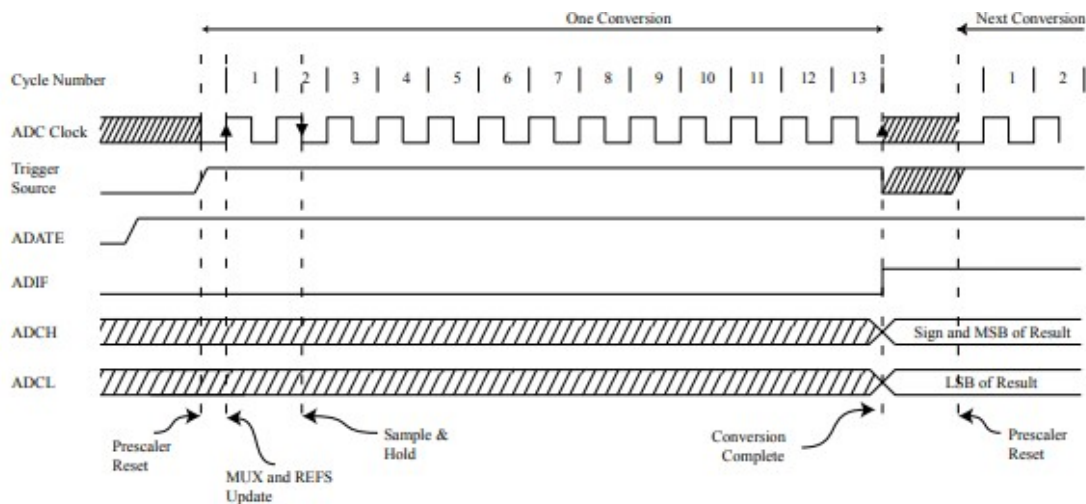 One Conversion
Next Conversion
Cycle Number
1 2 3 4 5 6 7 8 9 10 11 12 13 1 2
ADC Clock
Trigger
Source
ADATE
ADIF
ADCH
Sign and MSB of Result
ADCL
LSB of Result
Prescaler
Reset
MUX and REFS
Update
Sample &
Hold
Conversion
Complete
Prescaler
Reset